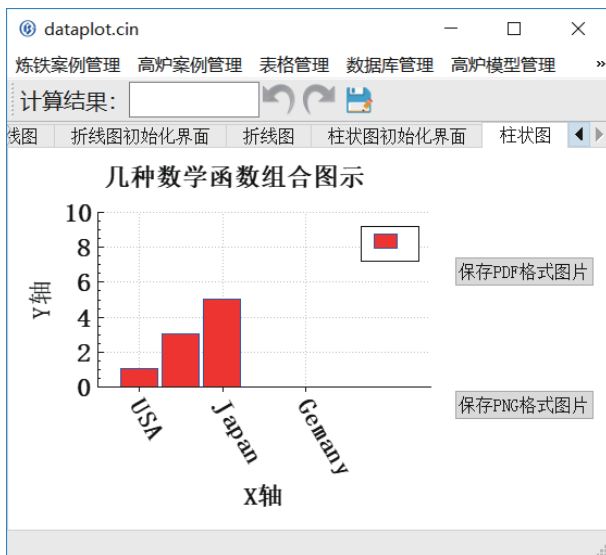 dataplot.cin
炼铁案例管理 高炉案例管理 表格管理 数据库管理 高炉模型管理 »
计算结果：
线图 折线图初始化界面 折线图 柱状图初始化界面 柱状图
几种数学函数组合图示
10
8
6
4
2
0
Y轴
USA Japan Gemany
X轴
保存PDF格式图片
保存PNG格式图片